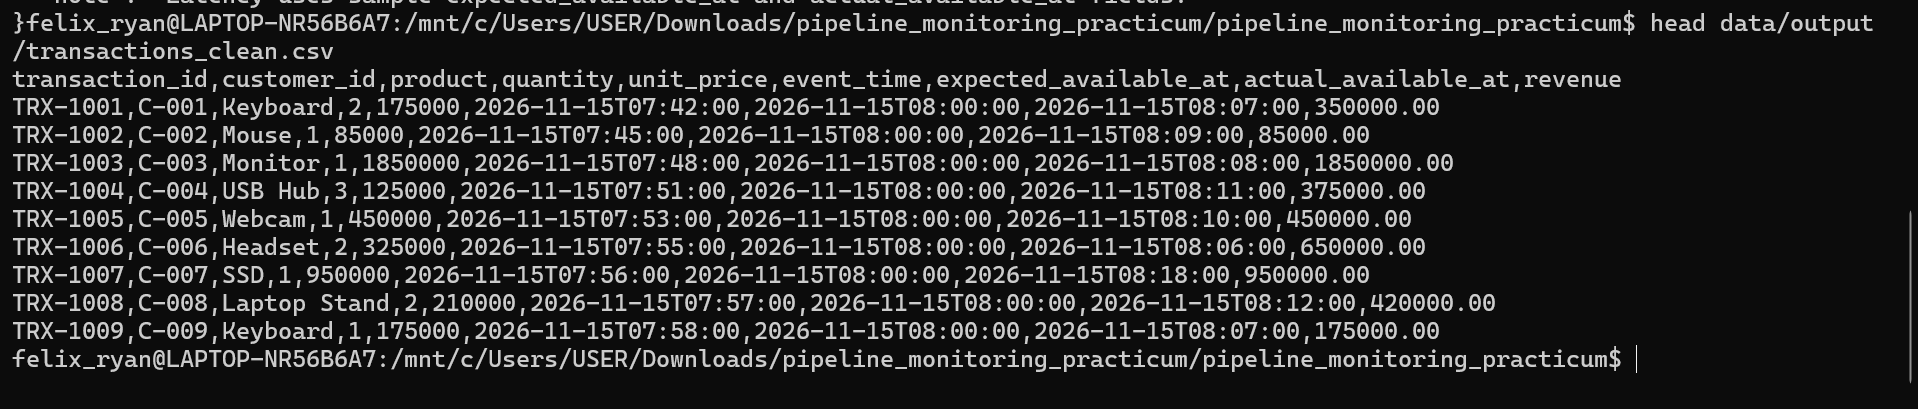 "note": "Latency uses sample expected_available_at and actual_available_at fields."
}felix_ryan@LAPTOP-NR56B6A7:/mnt/c/Users/USER/Downloads/pipeline_monitoring_practicum/pipeline_monitoring_practicum$ head data/output
/transactions_clean.csv
transaction_id,customer_id,product,quantity,unit_price,event_time,expected_available_at,actual_available_at,revenue
TRX-1001,C-001,Keyboard,2,175000,2026-11-15T07:42:00,2026-11-15T08:00:00,2026-11-15T08:07:00,350000.00
TRX-1002,C-002,Mouse,1,85000,2026-11-15T07:45:00,2026-11-15T08:00:00,2026-11-15T08:09:00,85000.00
TRX-1003,C-003,Monitor,1,1850000,2026-11-15T07:48:00,2026-11-15T08:00:00,2026-11-15T08:08:00,1850000.00
TRX-1004,C-004,USB Hub,3,125000,2026-11-15T07:51:00,2026-11-15T08:00:00,2026-11-15T08:11:00,375000.00
TRX-1005,C-005,Webcam,1,450000,2026-11-15T07:53:00,2026-11-15T08:00:00,2026-11-15T08:10:00,450000.00
TRX-1006,C-006,Headset,2,325000,2026-11-15T07:55:00,2026-11-15T08:00:00,2026-11-15T08:06:00,650000.00
TRX-1007,C-007,SSD,1,950000,2026-11-15T07:56:00,2026-11-15T08:00:00,2026-11-15T08:18:00,950000.00
TRX-1008,C-008,Laptop Stand,2,210000,2026-11-15T07:57:00,2026-11-15T08:00:00,2026-11-15T08:12:00,420000.00
TRX-1009,C-009,Keyboard,1,175000,2026-11-15T07:58:00,2026-11-15T08:00:00,2026-11-15T08:07:00,175000.00
felix_ryan@LAPTOP-NR56B6A7:/mnt/c/Users/USER/Downloads/pipeline_monitoring_practicum/pipeline_monitoring_practicum$